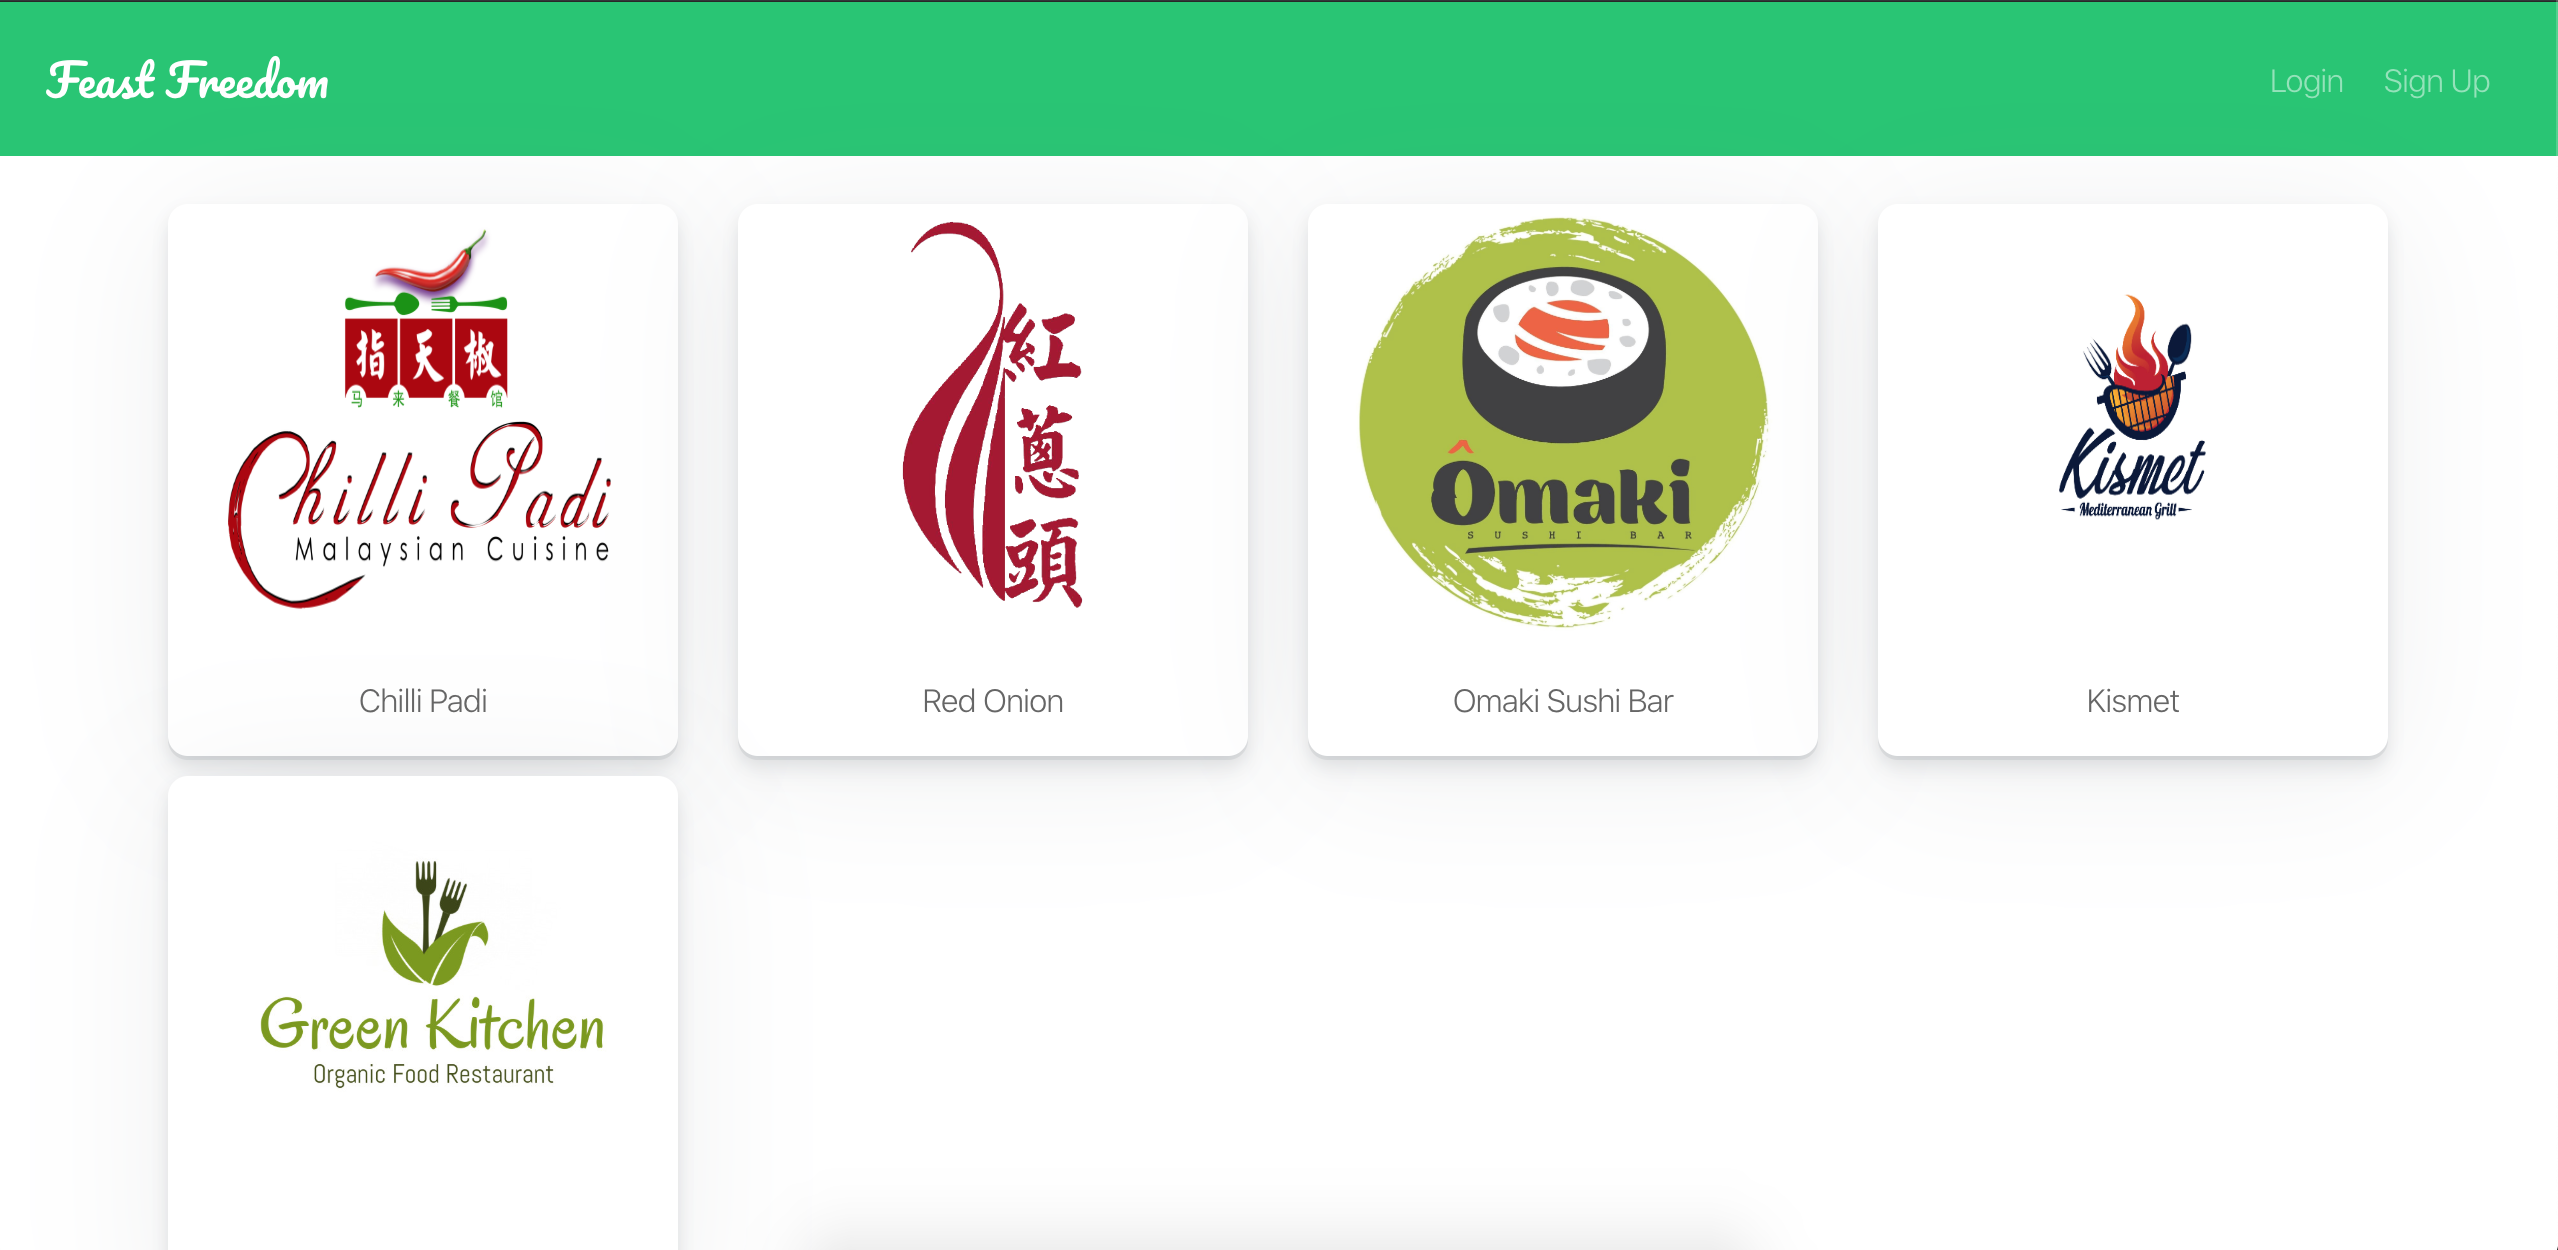 Feast Freedom
Login
Sign Up
指天椒
马来餐馆
Chilli Padi
Malaysian Cuisine
Chilli Padi
紅蔥頭
Red Onion
Ômaki
SUSHI BAR
Omaki Sushi Bar
Kismet
Mediterranean Grill
Kismet
Green Kitchen
Organic Food Restaurant